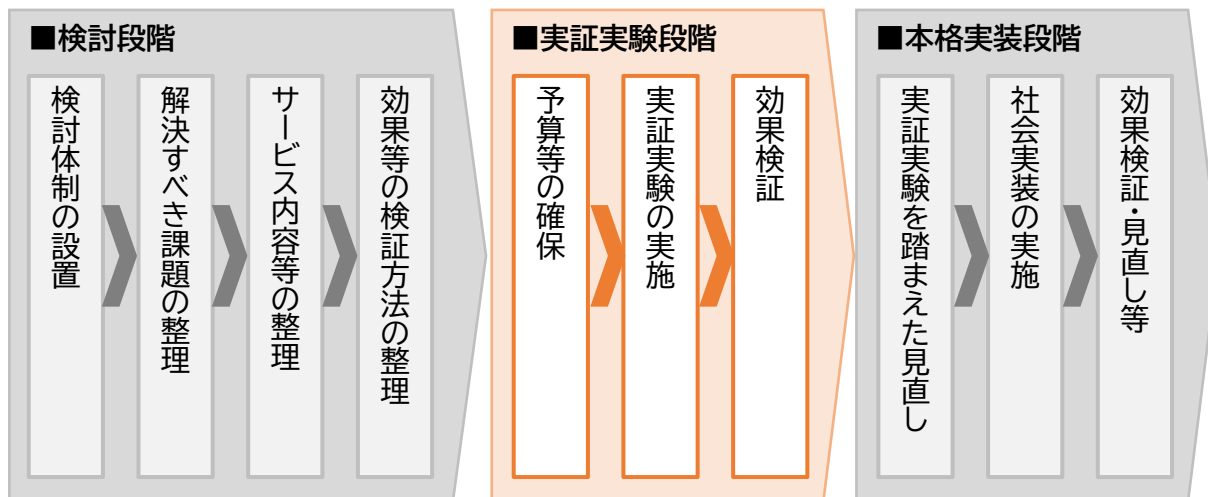 ■検討段階
検討体制の設置
解決すべき課題の整理
サービス内容等の整理
効果等の検証方法の整理
■実証実験段階
予算等の確保
実証実験の実施
効果検証
■本格実装段階
実証実験を踏まえた見直し
社会実装の実施
効果検証・見直し等